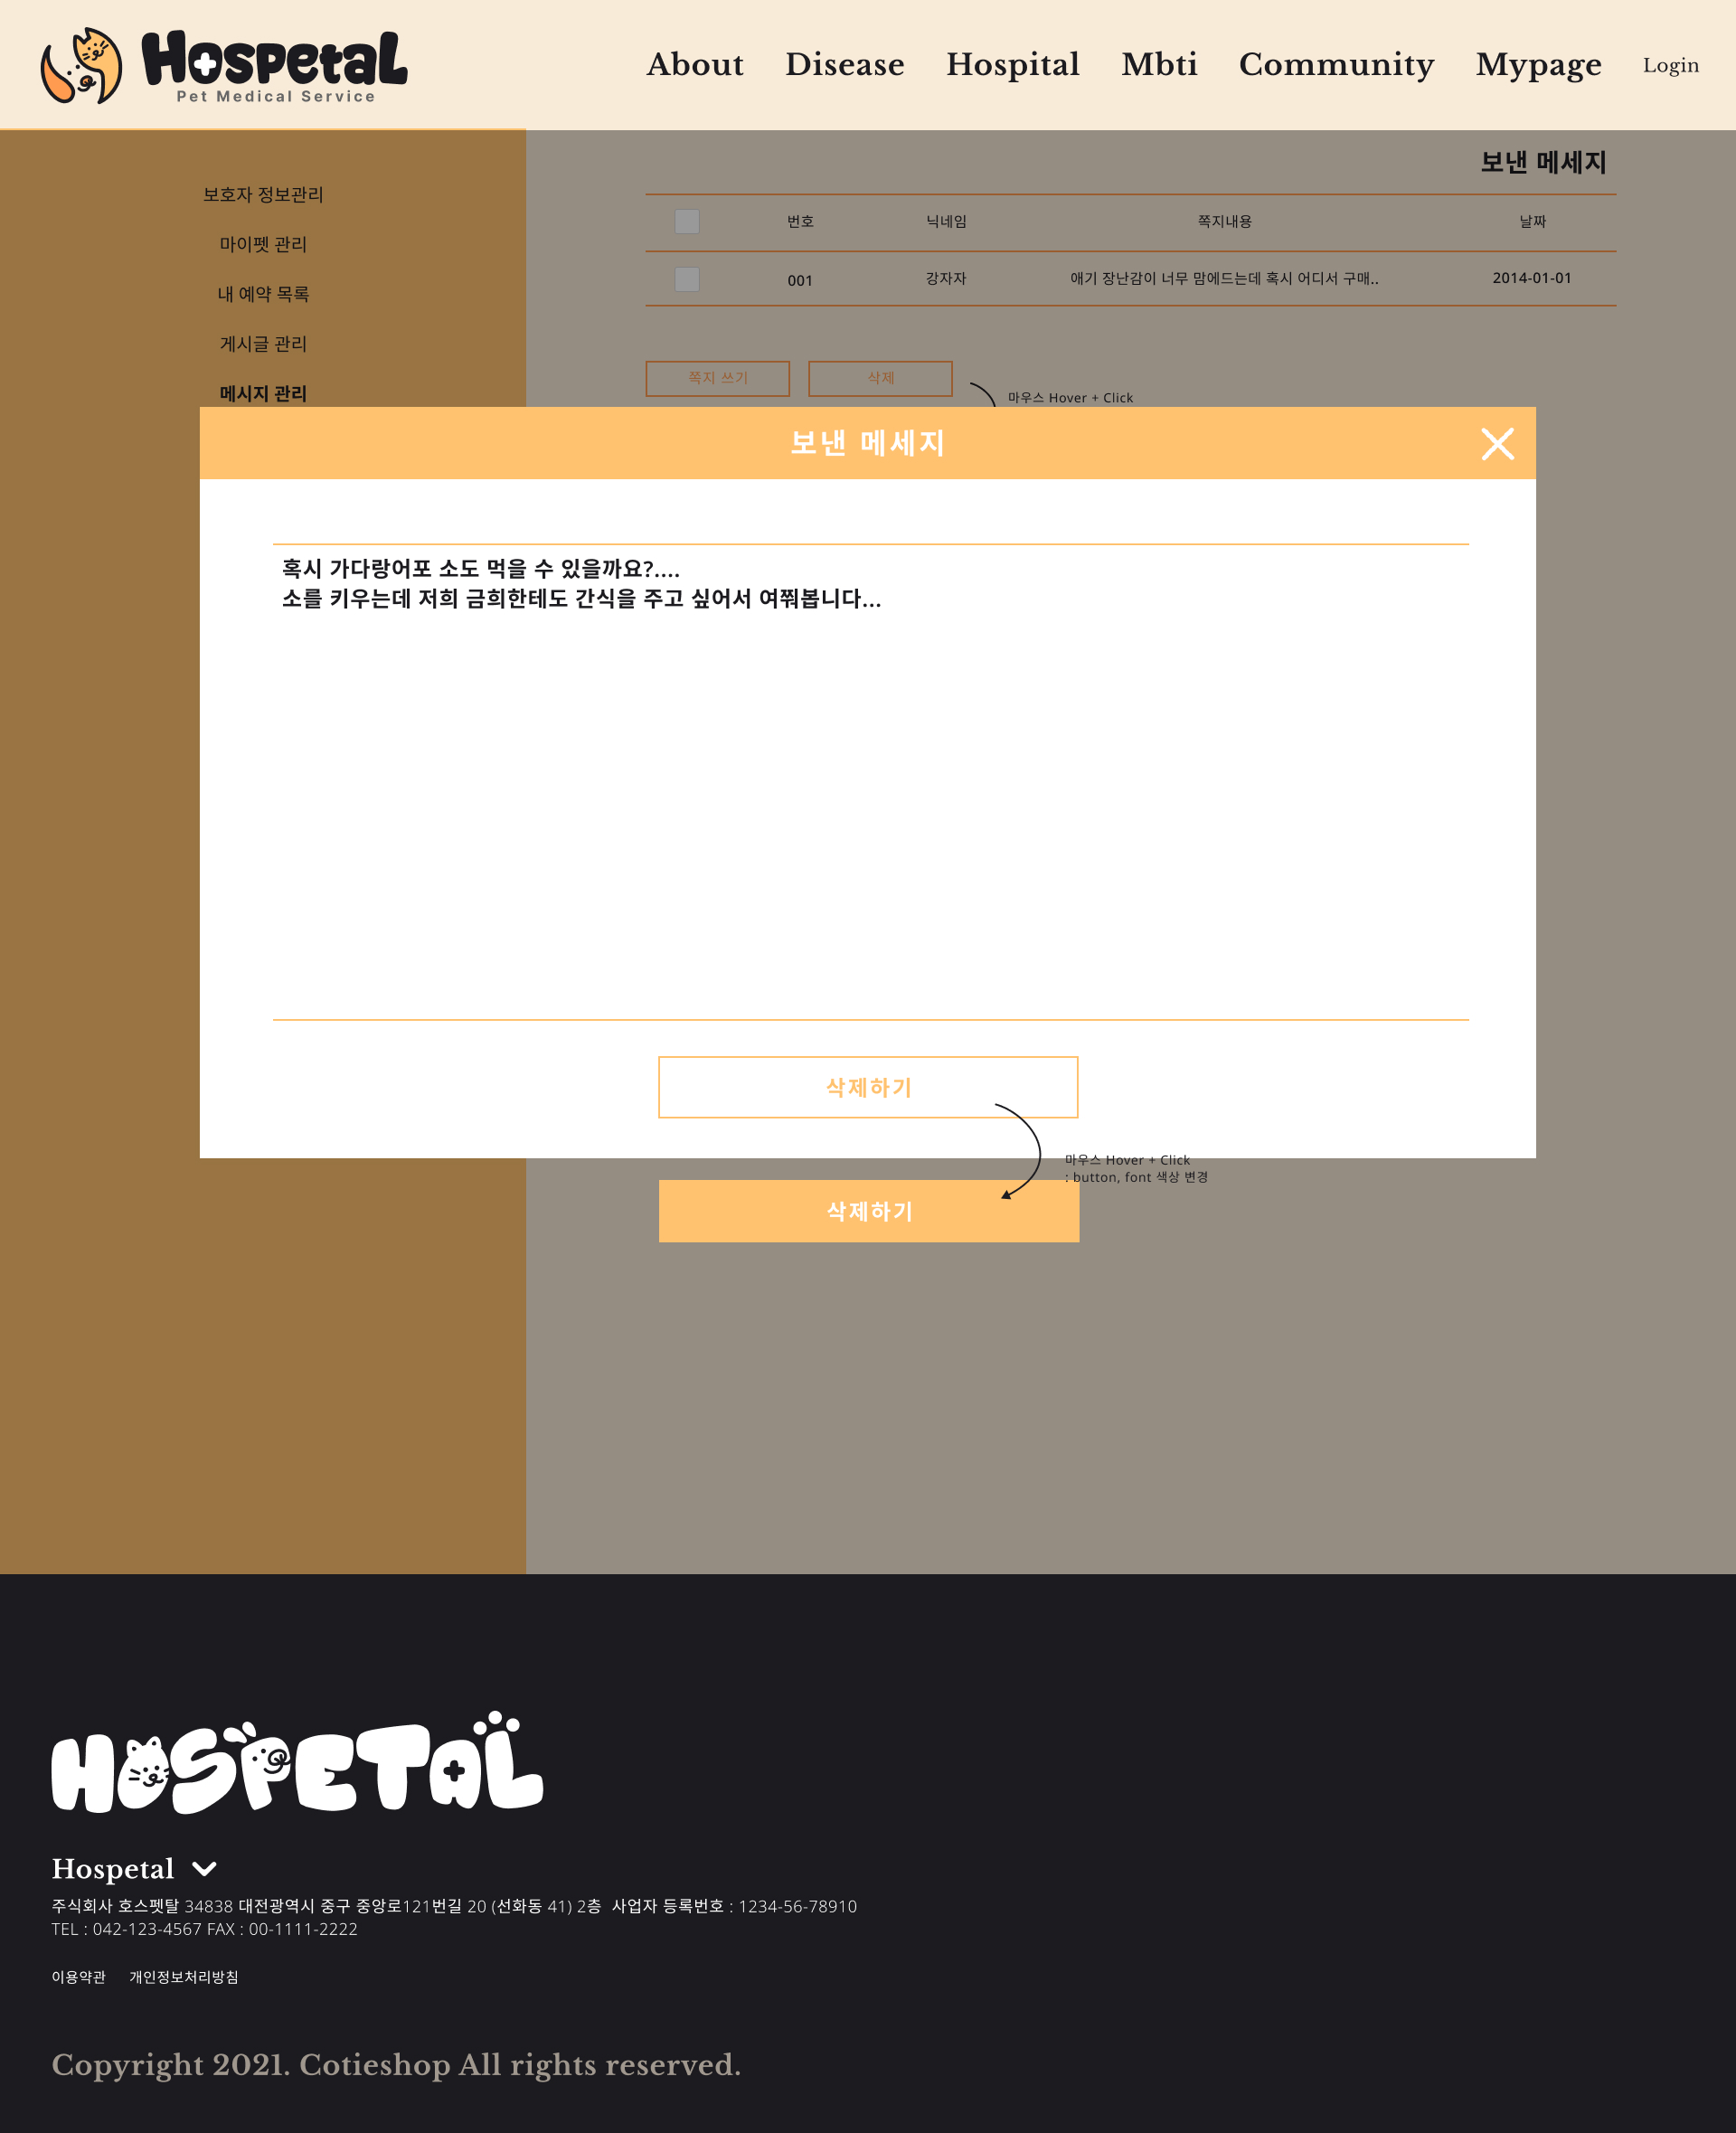 Hospetal
Pet Medical Service
About Disease Hospital Mbti Community Mypage Login
보호자 정보관리
마이펫 관리
내 예약 목록
게시글 관리
메시지 관리
보낸 메세지
번호 닉네임 쪽지내용 날짜
001 강자자 애기 장난감이 너무 맘에드는데 혹시 어디서 구매.. 2014-01-01
쪽지 쓰기 삭제
마우스 Hover + Click
보낸 메세지
혹시 가다랑어포 소도 먹을 수 있을까요?....
소를 키우는데 저희 금희한테도 간식을 주고 싶어서 여쭤봅니다...
삭제하기
마우스 Hover + Click
: button, font 색상 변경
삭제하기
HOSPETAL
Hospetal
주식회사 호스펫탈 34838 대전광역시 중구 중앙로121번길 20 (선화동 41) 2층 사업자 등록번호 : 1234-56-78910
TEL : 042-123-4567 FAX : 00-1111-2222
이용약관 개인정보처리방침
Copyright 2021. Cotieshop All rights reserved.